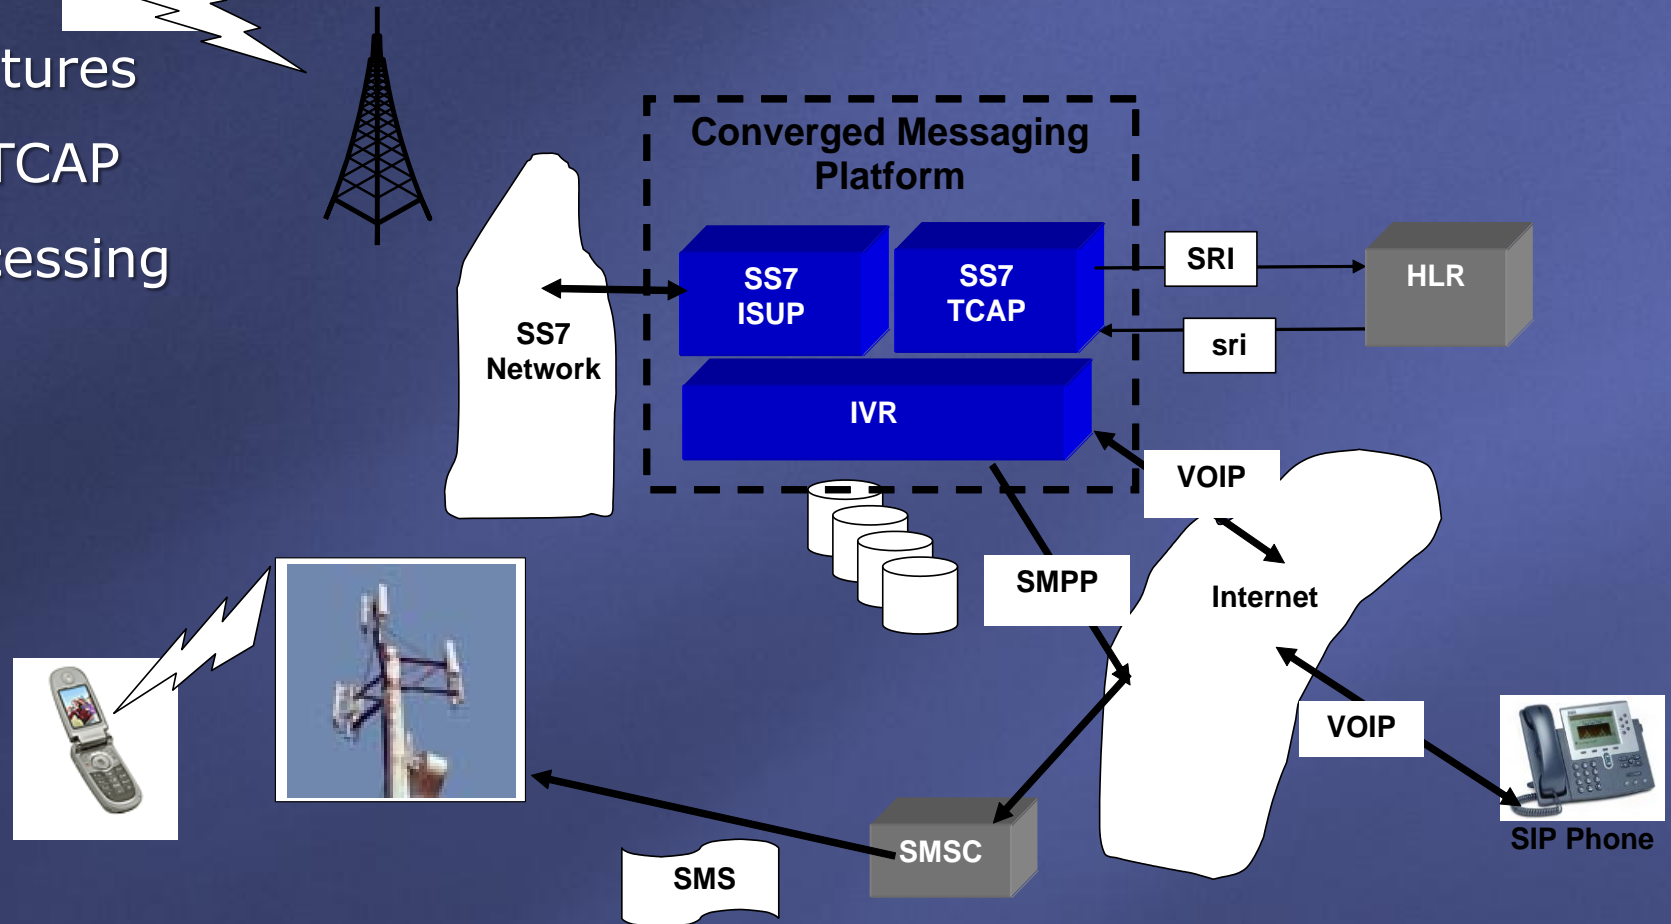 tures
TCAP
cessing
Converged Messaging
Platform
SS7
ISUP
SS7
TCAP
SRI
HLR
sri
SS7
Network
IVR
VOIP
SMPP
Internet
VOIP
SIP Phone
SMSC
SMS